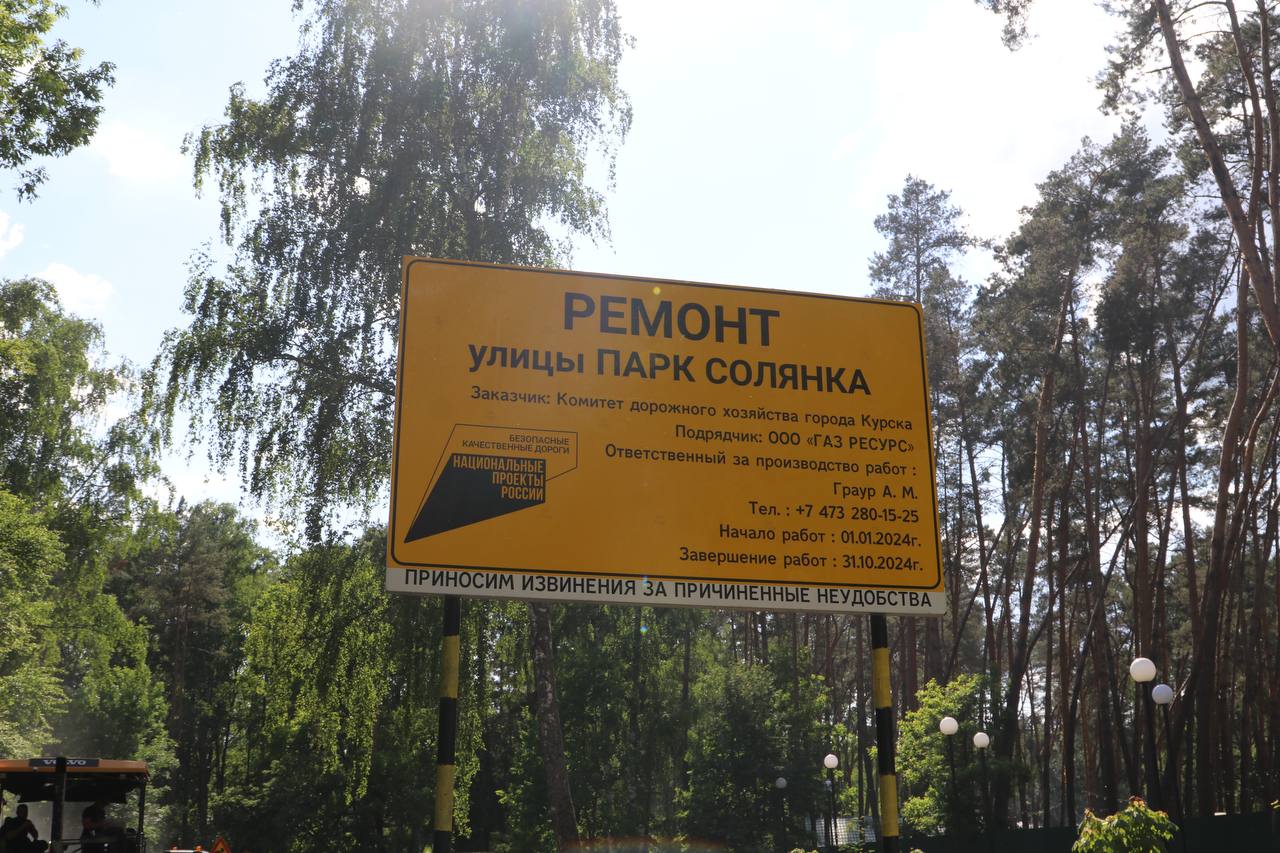 РЕМОНТ
улицы ПАРК СОЛЯНКА
Заказчик: Комитет дорожного хозяйства города Курска
Подрядчик: ООО «ГАЗ РЕСУРС»
Ответственный за производство работ :
Граур А. М.
Тел. : +7 473 280-15-25
Начало работ : 01.01.2024г.
Завершение работ : 31.10.2024г.
БЕЗОПАСНЫЕ
КАЧЕСТВЕННЫЕ ДОРОГИ
НАЦИОНАЛЬНЫЕ
ПРОЕКТЫ
РОССИИ
ПРИНОСИМ ИЗВИНЕНИЯ ЗА ПРИЧИНЕННЫЕ НЕУДОБСТВА
VOLVO